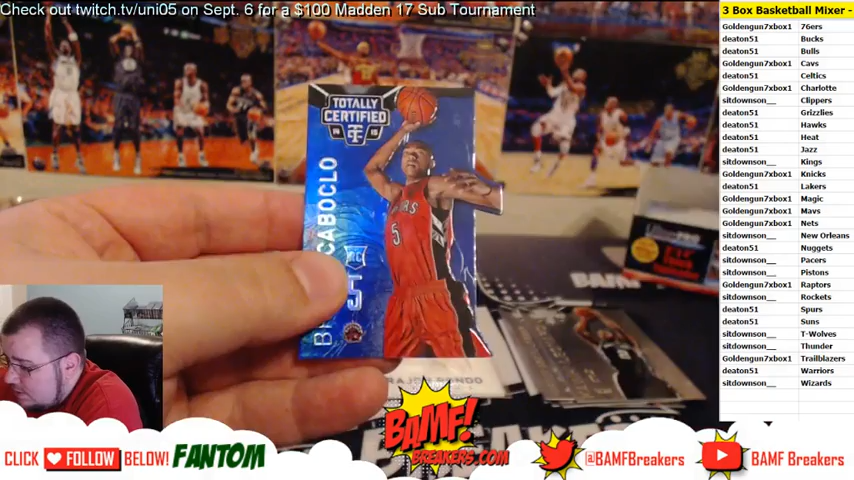 Check out twitch.tv/uni05 on Sept. 6 for a $100 Madden 17 Sub Tournament
3 Box Basketball Mixer -
Goldengun7xbox1 76ers
deaton51 Bucks
deaton51 Bulls
Goldengun7xbox1 Cavs
deaton51 Celtics
Goldengun7xbox1 Charlotte
sitdownson__ Clippers
deaton51 Grizzlies
deaton51 Hawks
deaton51 Heat
deaton51 Jazz
sitdownson__ Kings
Goldengun7xbox1 Knicks
deaton51 Lakers
Goldengun7xbox1 Magic
Goldengun7xbox1 Mavs
Goldengun7xbox1 Nets
sitdownson__ New Orleans
deaton51 Nuggets
sitdownson__ Pacers
sitdownson__ Pistons
Goldengun7xbox1 Raptors
sitdownson__ Rockets
deaton51 Spurs
deaton51 Suns
sitdownson__ T-Wolves
sitdownson__ Thunder
Goldengun7xbox1 Trailblazers
deaton51 Warriors
sitdownson__ Wizards
TOTALLY
CERTIFIED
14 TC 15
CABOCLO
RC
5
BAMF!
BREAKERS.COM
CLICK FOLLOW BELOW! FANTOM
@BAMFBreakers
BAMF Breakers